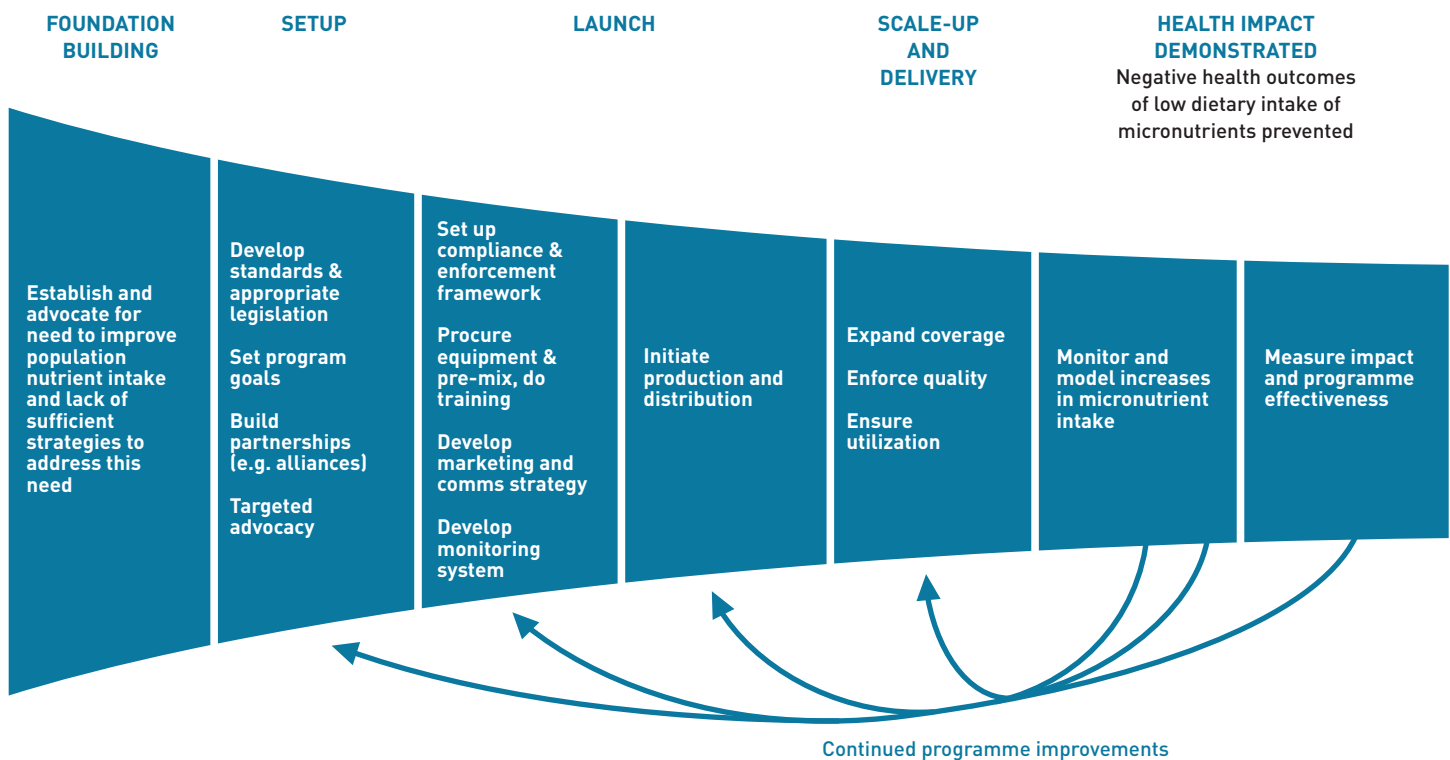 FOUNDATION
BUILDING
SETUP
LAUNCH
SCALE-UP
AND
DELIVERY
HEALTH IMPACT
DEMONSTRATED
Negative health outcomes
of low dietary intake of
micronutrients prevented
Establish and
advocate for
need to improve
population
nutrient intake
and lack of
sufficient
strategies to
address this
need
Develop
standards &
appropriate
legislation
Set program
goals
Build
partnerships
(e.g. alliances)
Targeted
advocacy
Set up
compliance &
enforcement
framework
Procure
equipment &
pre-mix, do
training
Develop
marketing and
comms strategy
Develop
monitoring
system
Initiate
production and
distribution
Expand coverage
Enforce quality
Ensure
utilization
Monitor and
model increases
in micronutrient
intake
Measure impact
and programme
effectiveness
Continued programme improvements